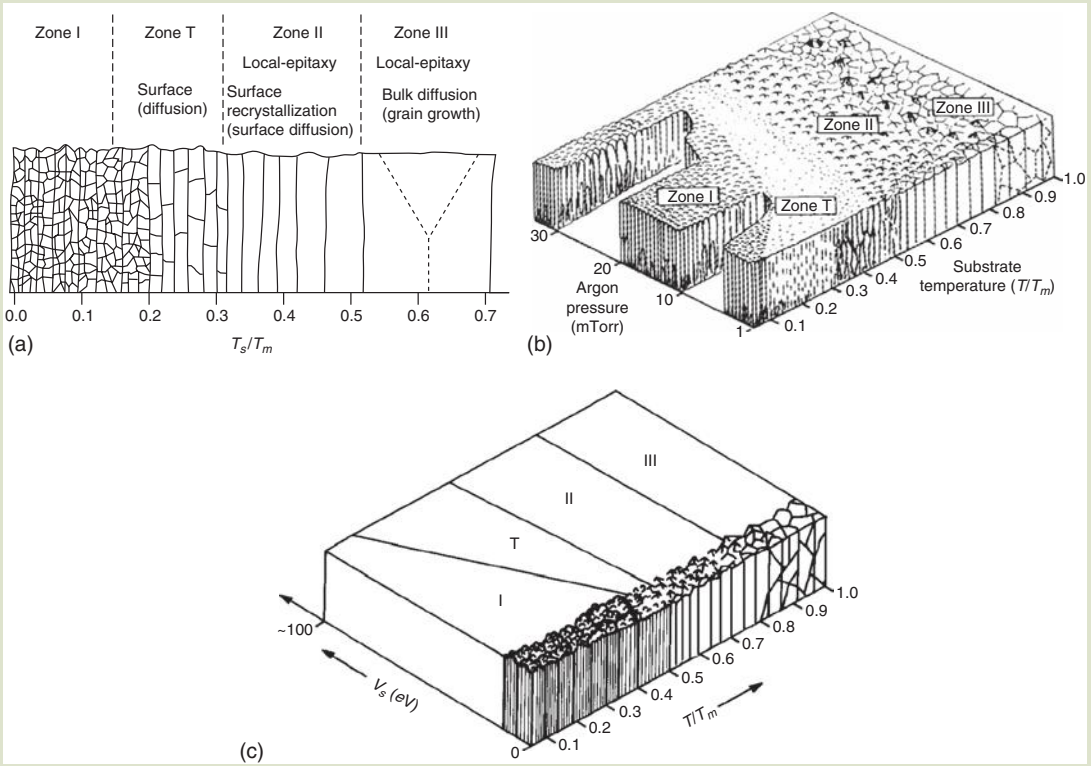 Zone I
Zone T
Zone II
Zone III
Local-epitaxy
Local-epitaxy
Surface
(diffusion)
Surface
recrystallization
(surface diffusion)
Bulk diffusion
(grain growth)
0.0
0.1
0.2
0.3
0.4
0.5
0.6
0.7
(a)
Ts/Tm
Zone III
Zone II
Zone I
Zone T
1.0
0.9
0.8
0.7
0.6
0.5
0.4
0.3
0.2
0.1
30
20
10
1
Argon
pressure
(mTorr)
Substrate
temperature (T/Tm)
(b)
III
II
T
I
~100
Vs (eV)
0
0.1
0.2
0.3
0.4
0.5
0.6
0.7
0.8
0.9
1.0
T/Tm
(c)